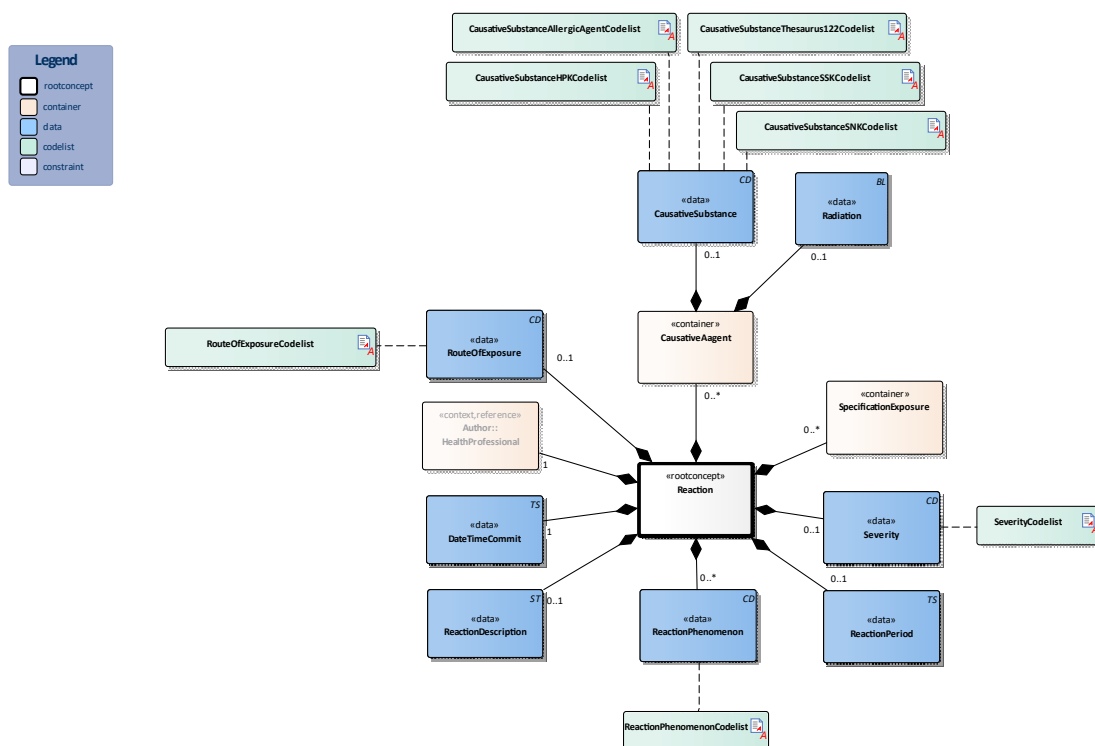 CausativeSubstanceAllergicAgentCodelist
CausativeSubstanceThesaurus122Codelist
CausativeSubstanceHPKCodelist
CausativeSubstanceSSKCodelist
CausativeSubstanceSNKCodelist
Legend
rootconcept
container
data
codelist
constraint
CD
«data»
CausativeSubstance
0..1
BL
«data»
Radiation
0..1
«container»
CausativeAagent
0..*
RouteOfExposureCodelist
CD
«data»
RouteOfExposure
0..1
«context,reference»
Author::
HealthProfessional
1
«container»
SpecificationExposure
0..*
«rootconcept»
Reaction
TS
«data»
DateTimeCommit
1
CD
«data»
Severity
0..1
SeverityCodelist
ST
«data»
ReactionDescription
0..1
CD
«data»
ReactionPhenomenon
0..*
TS
«data»
ReactionPeriod
0..1
ReactionPhenomenonCodelist